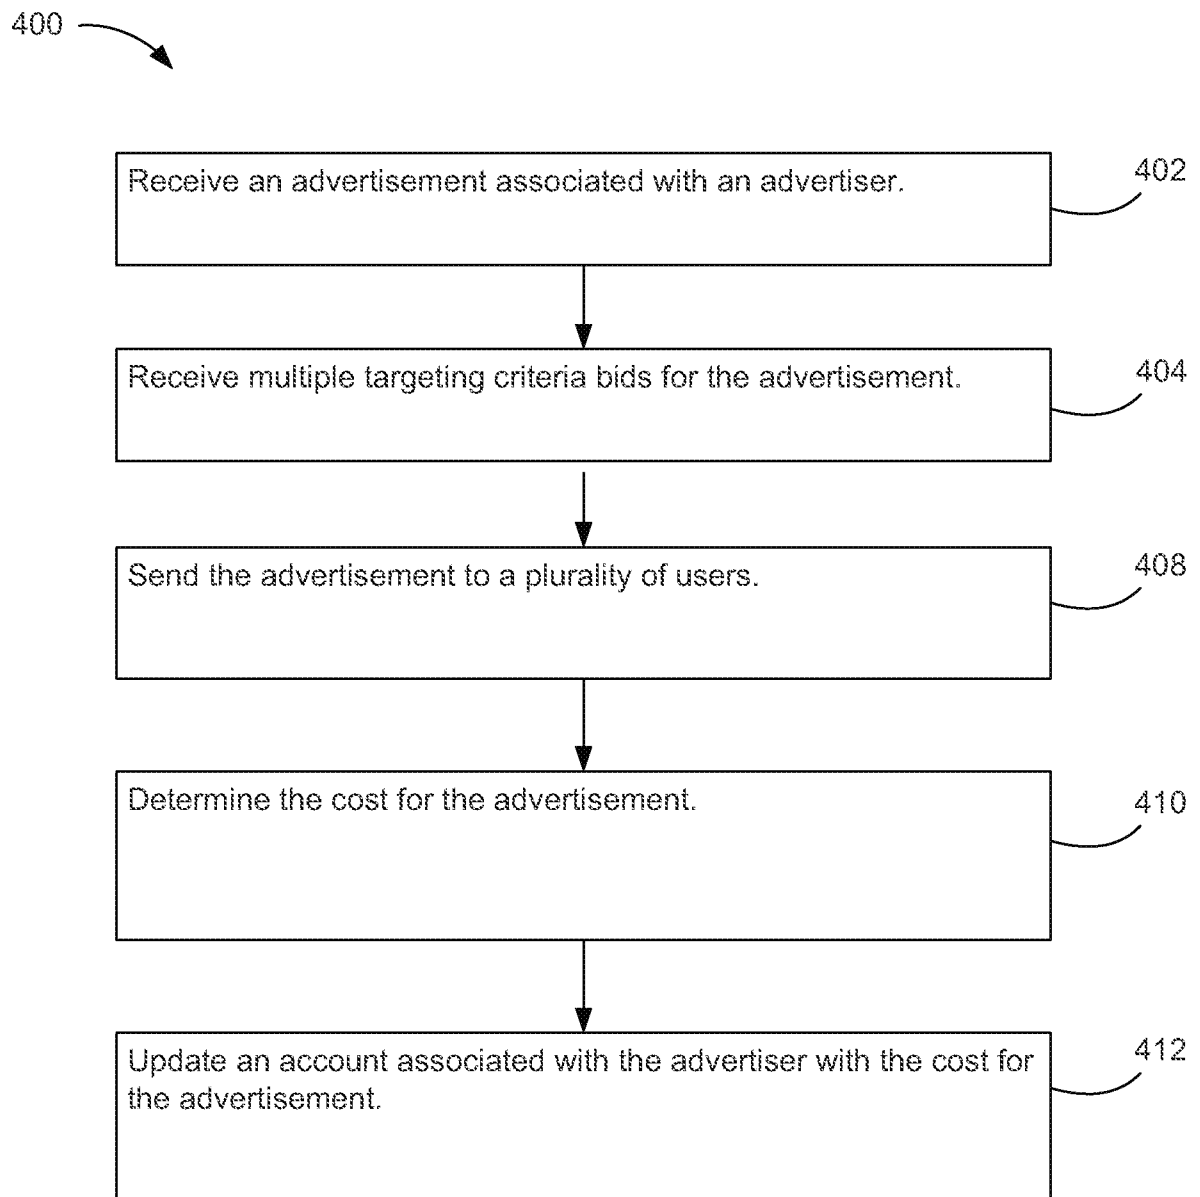 400
Receive an advertisement associated with an advertiser.
402
Receive multiple targeting criteria bids for the advertisement.
404
Send the advertisement to a plurality of users.
408
Determine the cost for the advertisement.
410
Update an account associated with the advertiser with the cost for
the advertisement.
412